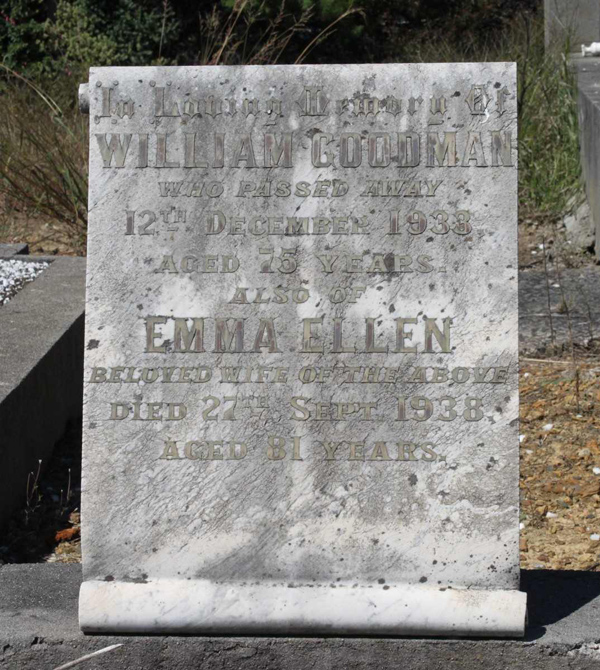 In Loving Memory Of
WILLIAM GOODMAN
WHO PASSED AWAY
12TH DECEMBER 1933
AGED 75 YEARS.
ALSO OF
EMMA ELLEN
BELOVED WIFE OF THE ABOVE
DIED 27TH SEPT. 1938.
AGED 81 YEARS.